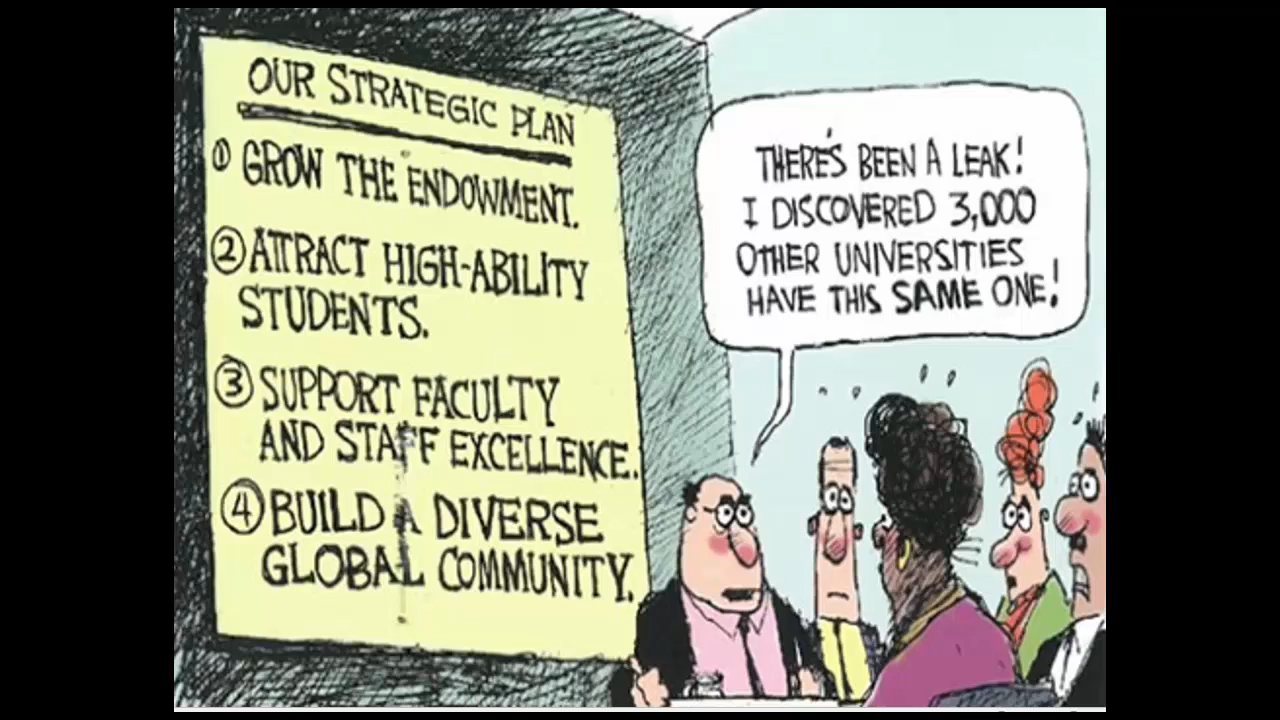 OUR STRATEGIC PLAN
① GROW THE ENDOWMENT.
② ATTRACT HIGH-ABILITY
STUDENTS.
③ SUPPORT FACULTY
AND STAFF EXCELLENCE.
④ BUILD A DIVERSE
GLOBAL COMMUNITY.
THERE'S BEEN A LEAK!
I DISCOVERED 3,000
OTHER UNIVERSITIES
HAVE THIS SAME ONE!